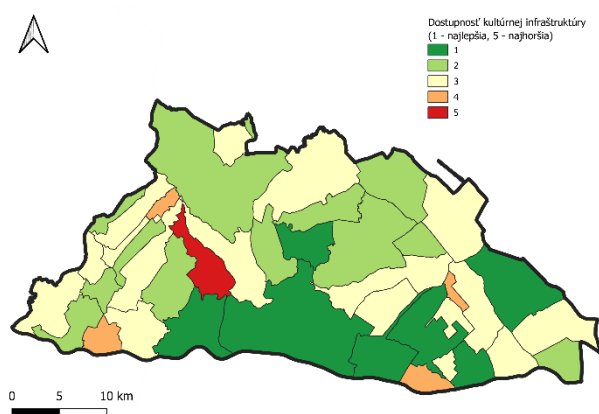 Dostupnosť kultúrnej infraštruktúry
(1 - najlepšia, 5 - najhoršia)
1
2
3
4
5
0 5 10 km